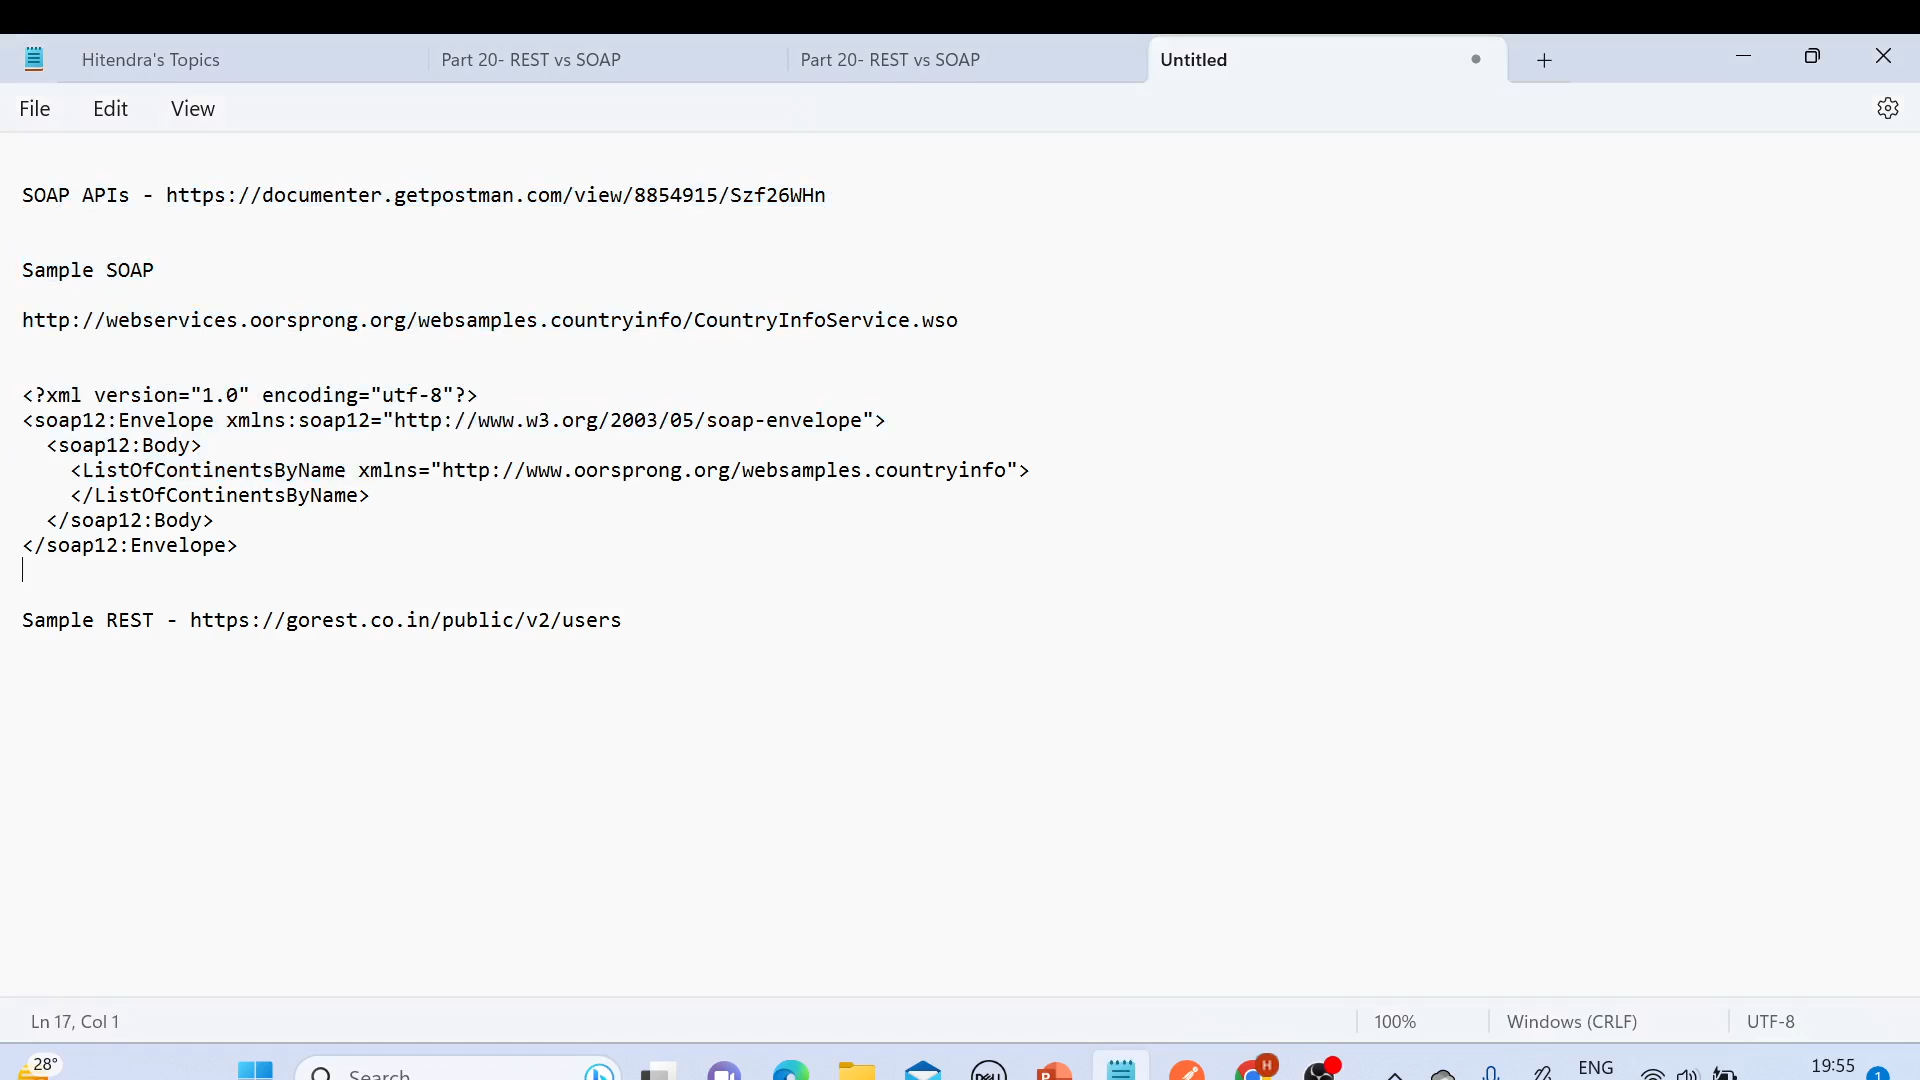 Hitendra's Topics
Part 20- REST vs SOAP
Part 20- REST vs SOAP
Untitled
File Edit View
SOAP APIs - https://documenter.getpostman.com/view/8854915/Szf26WHn
Sample SOAP
http://webservices.oorsprong.org/websamples.countryinfo/CountryInfoService.wso
<?xml version="1.0" encoding="utf-8"?>
<soap12:Envelope xmlns:soap12="http://www.w3.org/2003/05/soap-envelope">
  <soap12:Body>
    <ListOfContinentsByName xmlns="http://www.oorsprong.org/websamples.countryinfo">
    </ListOfContinentsByName>
  </soap12:Body>
</soap12:Envelope>
Sample REST - https://gorest.co.in/public/v2/users
Ln 17, Col 1
100%
Windows (CRLF)
UTF-8
28°
Search
DELL
P
H
ENG
19:55
1